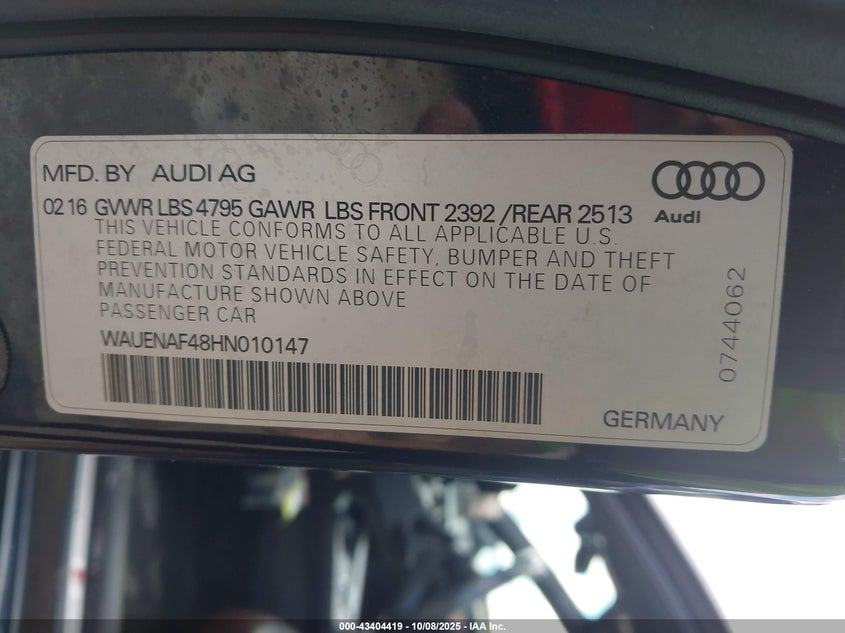 MFD. BY AUDI AG
Audi
02 16 GVWR LBS 4795 GAWR LBS FRONT 2392 /REAR 2513
THIS VEHICLE CONFORMS TO ALL APPLICABLE U.S.
FEDERAL MOTOR VEHICLE SAFETY, BUMPER AND THEFT
PREVENTION STANDARDS IN EFFECT ON THE DATE OF
MANUFACTURE SHOWN ABOVE
PASSENGER CAR
WAUENAF48HN010147
0744062
GERMANY
000-43404419 • 10/08/2025 • IAA Inc.